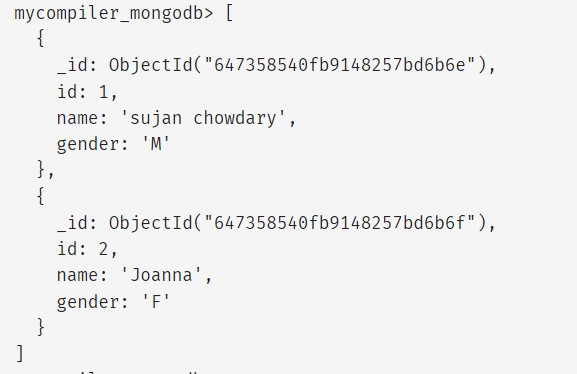 mycompiler_mongodb> [
  {
    _id: ObjectId("647358540fb9148257bd6b6e"),
    id: 1,
    name: 'sujan chowdary',
    gender: 'M'
  },
  {
    _id: ObjectId("647358540fb9148257bd6b6f"),
    id: 2,
    name: 'Joanna',
    gender: 'F'
  }
]